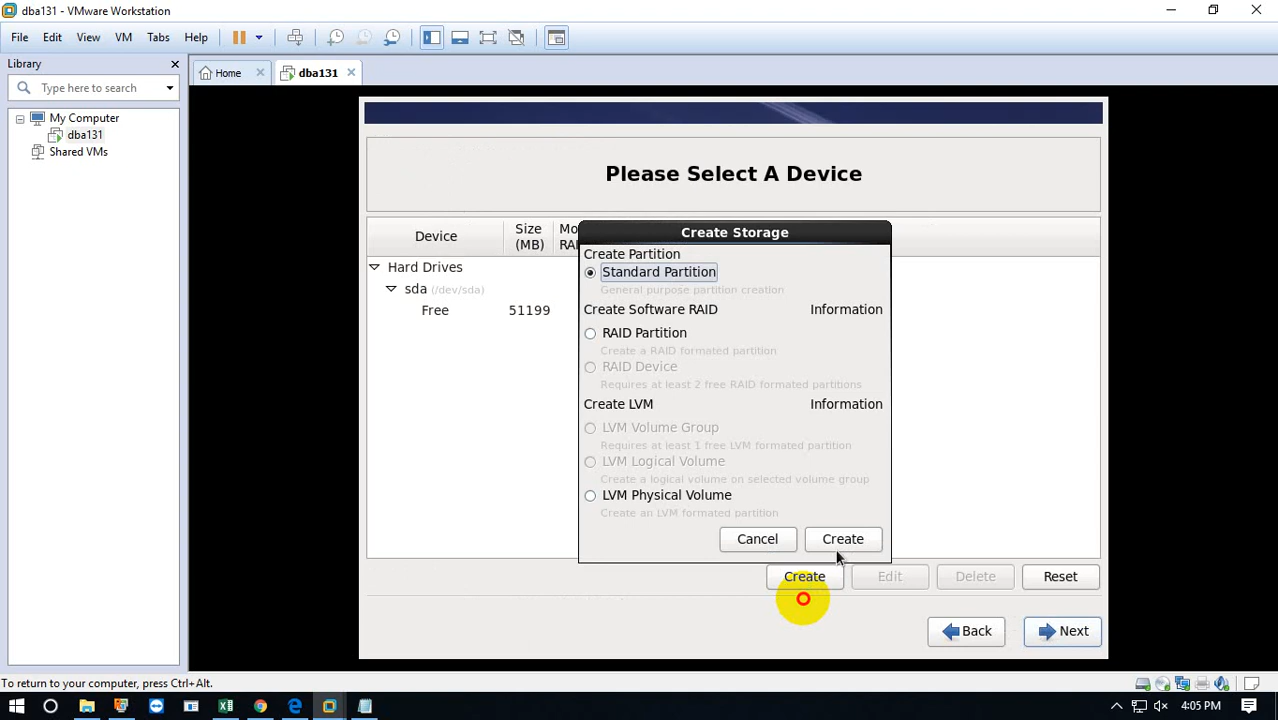 dba131 - VMware Workstation
File Edit View VM Tabs Help
Library
Type here to search
My Computer
dba131
Shared VMs
Home
dba131
Please Select A Device
Device
Size
(MB)
Mo
RA
Hard Drives
sda (/dev/sda)
Free 51199
Create Storage
Create Partition
Standard Partition
General purpose partition creation
Create Software RAID Information
RAID Partition
Create a RAID formated partition
RAID Device
Requires at least 2 free RAID formated partitions
Create LVM Information
LVM Volume Group
Requires at least 1 free LVM formated partition
LVM Logical Volume
Create a logical volume on selected volume group
LVM Physical Volume
Create an LVM formated partition
Cancel Create
Create Edit Delete Reset
Back Next
To return to your computer, press Ctrl+Alt.
4:05 PM